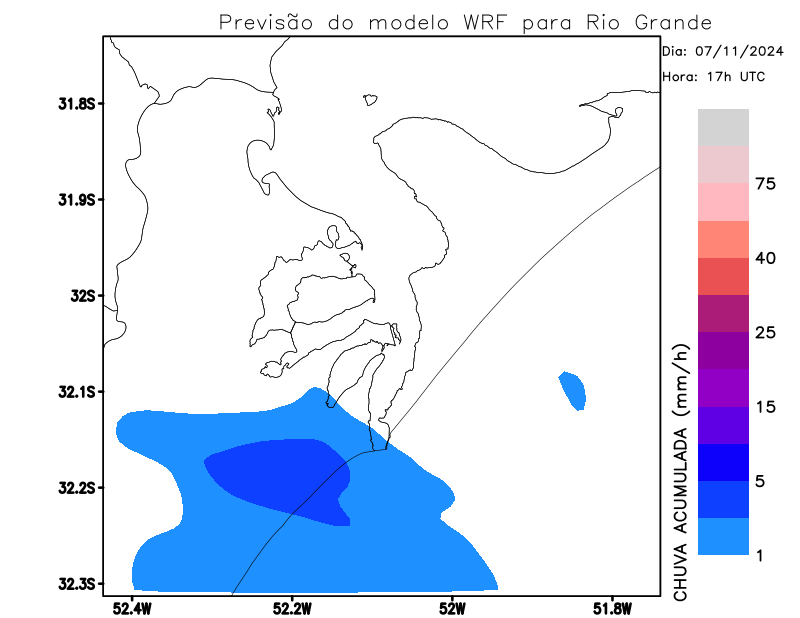 Previsão do modelo WRF para Rio Grande
Dia: 07/11/2024
Hora: 17h UTC
31.8S
31.9S
32S
32.1S
32.2S
32.3S
52.4W
52.2W
52W
51.8W
75
40
25
15
5
1
CHUVA ACUMULADA (mm/h)